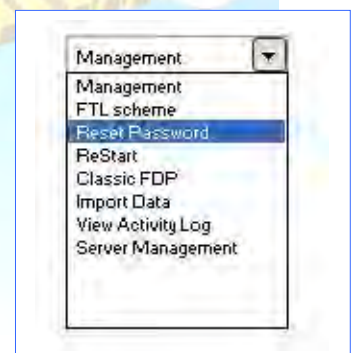 Management
Management
FTL scheme
Reset Password
ReStart
Classic FDP
Import Data
View Activity Log
Server Management